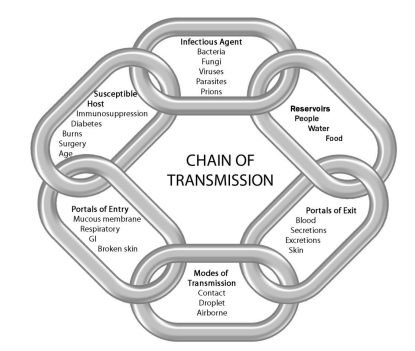 Infectious Agent
Bacteria
Fungi
Viruses
Parasites
Prions
Reservoirs
People
Water
Food
Portals of Exit
Blood
Secretions
Excretions
Skin
Modes of
Transmission
Contact
Droplet
Airborne
Portals of Entry
Mucous membrane
Respiratory
GI
Broken skin
Susceptible
Host
Immunosuppression
Diabetes
Burns
Surgery
Age
CHAIN OF
TRANSMISSION